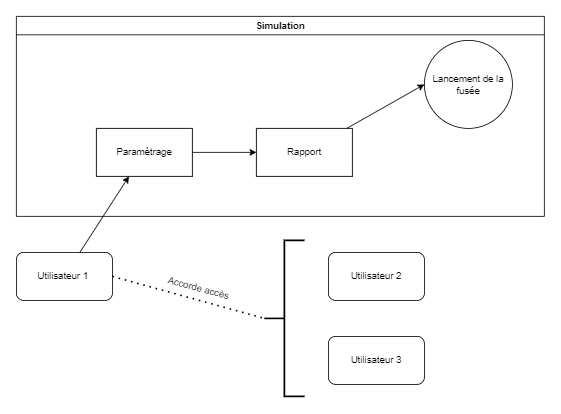 Simulation
Lancement de la
fusée
Paramètrage
Rapport
Utilisateur 1
Accorde accès
Utilisateur 2
Utilisateur 3